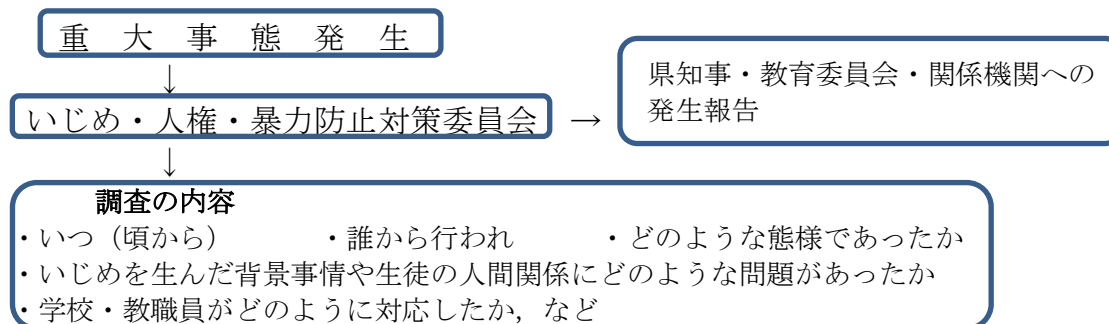 重大事態発生
↓
いじめ・人権・暴力防止対策委員会 →
県知事・教育委員会・関係機関への
発生報告
↓
調査の内容
・いつ（頃から） ・誰から行われ ・どのような態様であったか
・いじめを生んだ背景事情や生徒の人間関係にどのような問題があったか
・学校・教職員がどのように対応したか，など